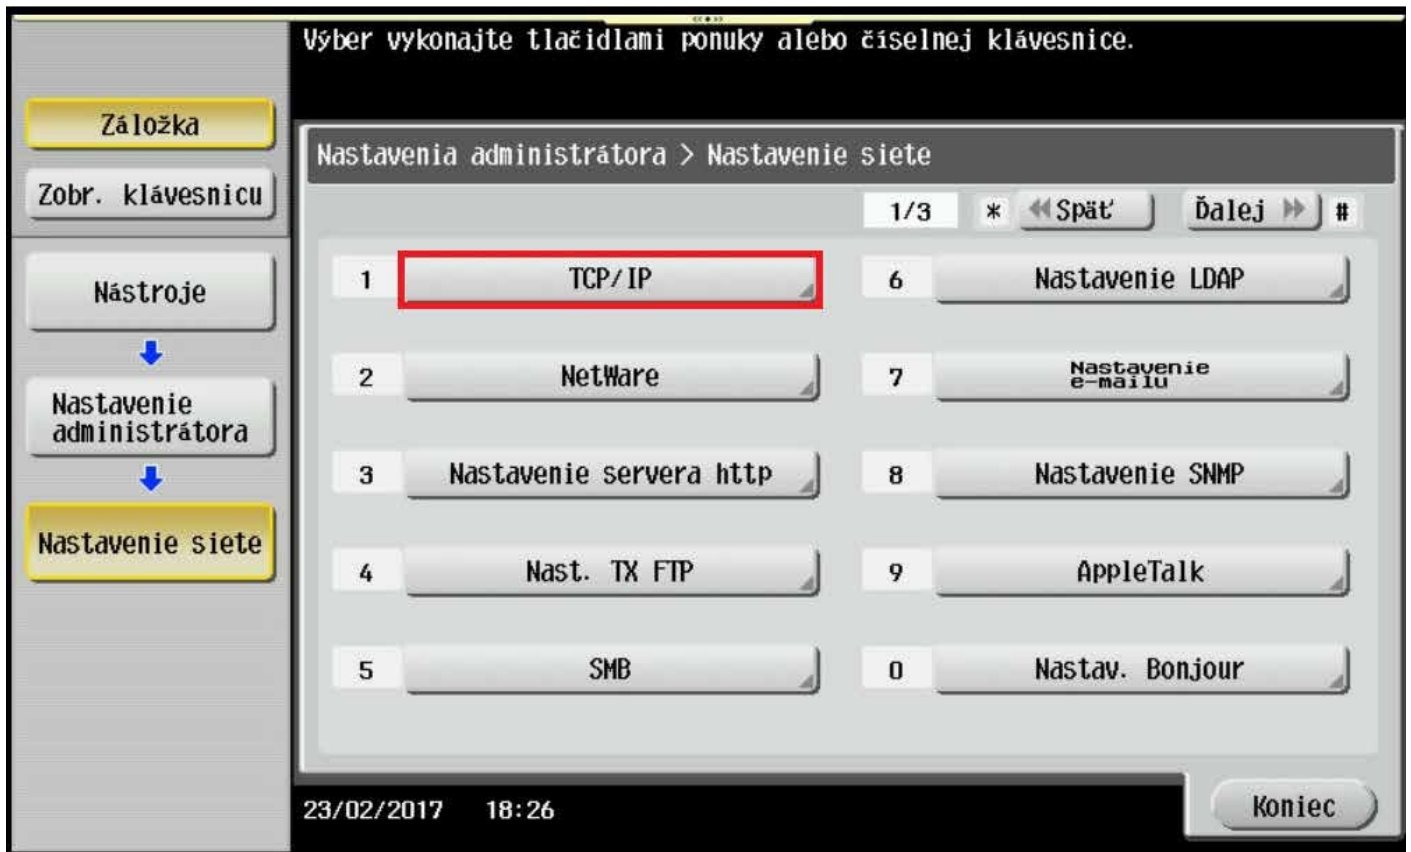 Výber vykonajte tlačidlami ponuky alebo číselnej klávesnice.
Záložka
Zobr. klávesnicu
Nástroje
Nastavenie
administrátora
Nastavenie siete
Nastavenia administrátora > Nastavenie siete
1/3 * Späť Ďalej #
1 TCP/IP
2 NetWare
3 Nastavenie servera http
4 Nast. TX FTP
5 SMB
6 Nastavenie LDAP
7 Nastavenie
e-mailu
8 Nastavenie SNMP
9 AppleTalk
0 Nastav. Bonjour
23/02/2017 18:26
Koniec